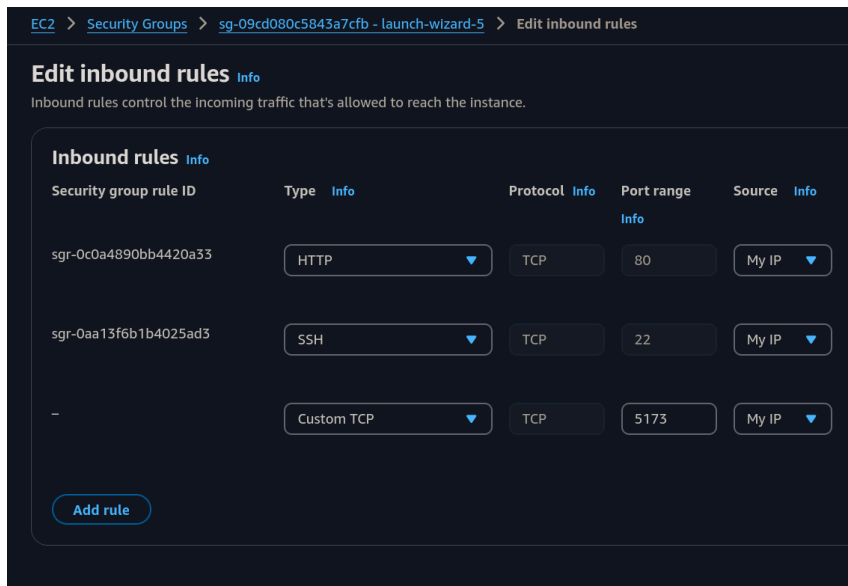 EC2 > Security Groups > sg-09cd080c5843a7cfb - launch-wizard-5 > Edit inbound rules
Edit inbound rules Info
Inbound rules control the incoming traffic that's allowed to reach the instance.
Inbound rules Info
Security group rule ID Type Info Protocol Info Port range Info Source Info
sgr-0c0a4890bb4420a33 HTTP TCP 80 My IP
sgr-0aa13f6b1b4025ad3 SSH TCP 22 My IP
– Custom TCP TCP 5173 My IP
Add rule